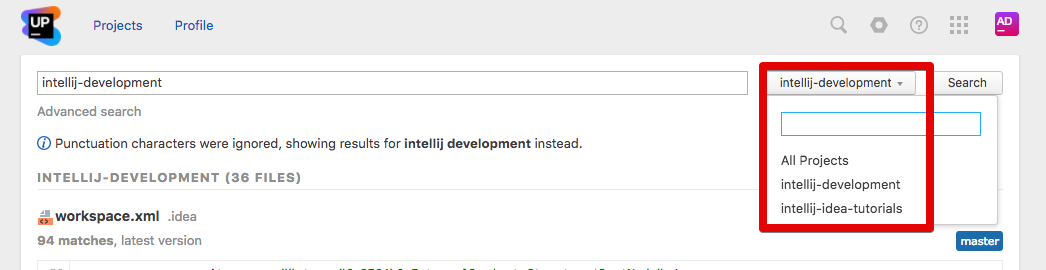 UP Projects Profile AD
intellij-development intellij-development Search
Advanced search
Punctuation characters were ignored, showing results for intellij development instead.
All Projects
intellij-development
intellij-idea-tutorials
INTELLIJ-DEVELOPMENT (36 FILES)
workspace.xml .idea
94 matches, latest version master